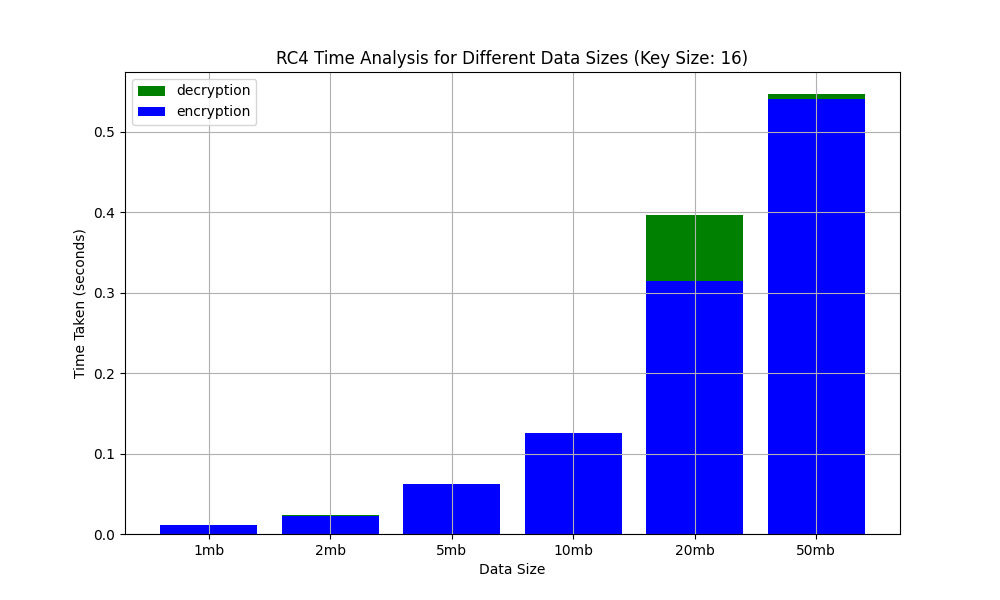 RC4 Time Analysis for Different Data Sizes (Key Size: 16)
decryption
encryption
Time Taken (seconds)
0.5
0.4
0.3
0.2
0.1
0.0
1mb 2mb 5mb 10mb 20mb 50mb
Data Size